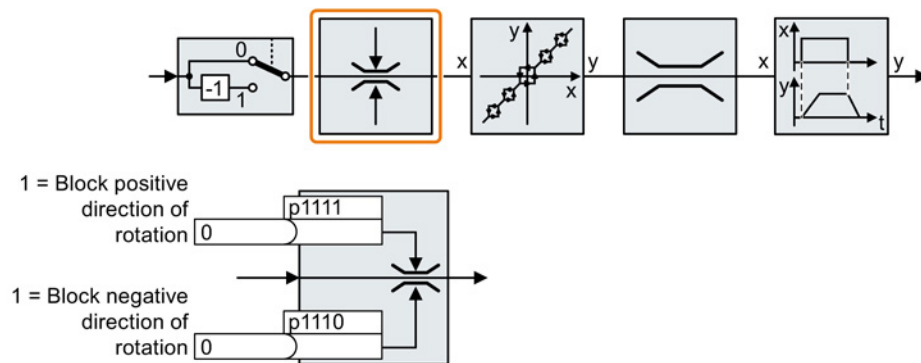 0
-1
1
x
y
x
y
x
x
y
t
y
1 = Block positive
direction of
rotation
p1111
0
1 = Block negative
direction of
rotation
p1110
0